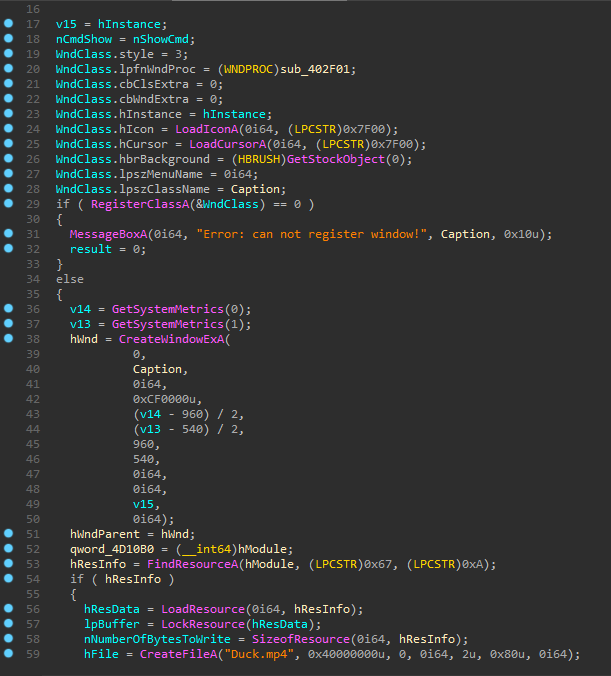 16
17 v15 = hInstance;
18 nCmdShow = nShowCmd;
19 WndClass.style = 3;
20 WndClass.lpfnWndProc = (WNDPROC)sub_402F01;
21 WndClass.cbClsExtra = 0;
22 WndClass.cbWndExtra = 0;
23 WndClass.hInstance = hInstance;
24 WndClass.hIcon = LoadIconA(0i64, (LPCSTR)0x7F00);
25 WndClass.hCursor = LoadCursorA(0i64, (LPCSTR)0x7F00);
26 WndClass.hbrBackground = (HBRUSH)GetStockObject(0);
27 WndClass.lpszMenuName = 0i64;
28 WndClass.lpszClassName = Caption;
29 if ( RegisterClassA(&WndClass) == 0 )
30 {
31 MessageBoxA(0i64, "Error: can not register window!", Caption, 0x10u);
32 result = 0;
33 }
34 else
35 {
36 v14 = GetSystemMetrics(0);
37 v13 = GetSystemMetrics(1);
38 hWnd = CreateWindowExA(
39 0,
40 Caption,
41 0i64,
42 0xCF0000u,
43 (v14 - 960) / 2,
44 (v13 - 540) / 2,
45 960,
46 540,
47 0i64,
48 0i64,
49 v15,
50 0i64);
51 hWndParent = hWnd;
52 qword_4D10B0 = (__int64)hModule;
53 hResInfo = FindResourceA(hModule, (LPCSTR)0x67, (LPCSTR)0xA);
54 if ( hResInfo )
55 {
56 hResData = LoadResource(0i64, hResInfo);
57 lpBuffer = LockResource(hResData);
58 nNumberOfBytesToWrite = SizeofResource(0i64, hResInfo);
59 hFile = CreateFileA("Duck.mp4", 0x40000000u, 0, 0i64, 2u, 0x80u, 0i64);